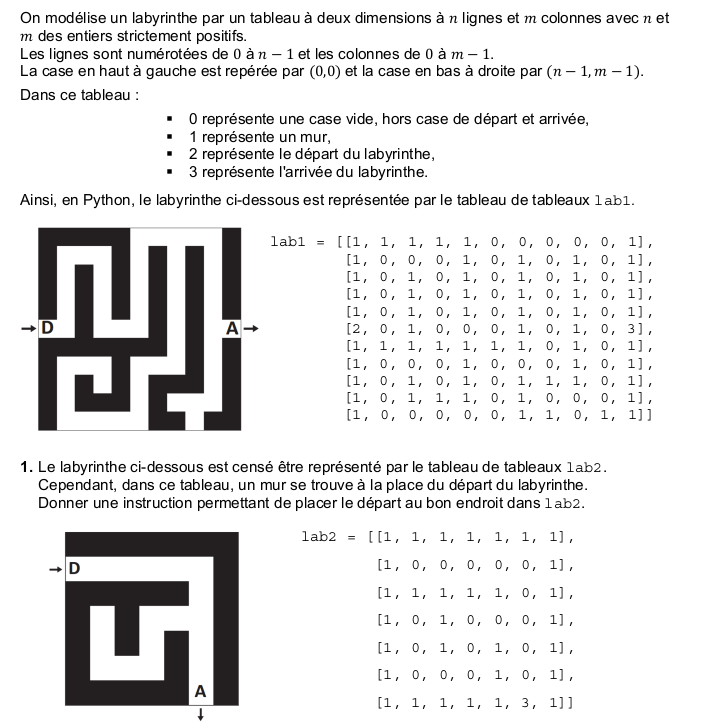 On modélise un labyrinthe par un tableau à deux dimensions à n lignes et m colonnes avec n et
m des entiers strictement positifs.
Les lignes sont numérotées de 0 à n − 1 et les colonnes de 0 à m − 1.
La case en haut à gauche est repérée par (0,0) et la case en bas à droite par (n − 1, m − 1).
Dans ce tableau :
▪ 0 représente une case vide, hors case de départ et arrivée,
▪ 1 représente un mur,
▪ 2 représente le départ du labyrinthe,
▪ 3 représente l'arrivée du labyrinthe.
Ainsi, en Python, le labyrinthe ci-dessous est représentée par le tableau de tableaux lab1.
→ D
A →
lab1 = [[1, 1, 1, 1, 1, 0, 0, 0, 0, 0, 1],
[1, 0, 0, 0, 1, 0, 1, 0, 1, 0, 1],
[1, 0, 1, 0, 1, 0, 1, 0, 1, 0, 1],
[1, 0, 1, 0, 1, 0, 1, 0, 1, 0, 1],
[1, 0, 1, 0, 1, 0, 1, 0, 1, 0, 1],
[2, 0, 1, 0, 0, 0, 1, 0, 1, 0, 3],
[1, 1, 1, 1, 1, 1, 1, 0, 1, 0, 1],
[1, 0, 0, 0, 1, 0, 0, 0, 1, 0, 1],
[1, 0, 1, 0, 1, 0, 1, 1, 1, 0, 1],
[1, 0, 1, 1, 1, 0, 1, 0, 0, 0, 1],
[1, 0, 0, 0, 0, 0, 1, 1, 0, 1, 1]]
1. Le labyrinthe ci-dessous est censé être représenté par le tableau de tableaux lab2.
Cependant, dans ce tableau, un mur se trouve à la place du départ du labyrinthe.
Donner une instruction permettant de placer le départ au bon endroit dans lab2.
→ D
A
↓
lab2 = [[1, 1, 1, 1, 1, 1, 1],
[1, 0, 0, 0, 0, 0, 1],
[1, 1, 1, 1, 1, 0, 1],
[1, 0, 1, 0, 0, 0, 1],
[1, 0, 1, 0, 1, 0, 1],
[1, 0, 0, 0, 1, 0, 1],
[1, 1, 1, 1, 1, 3, 1]]